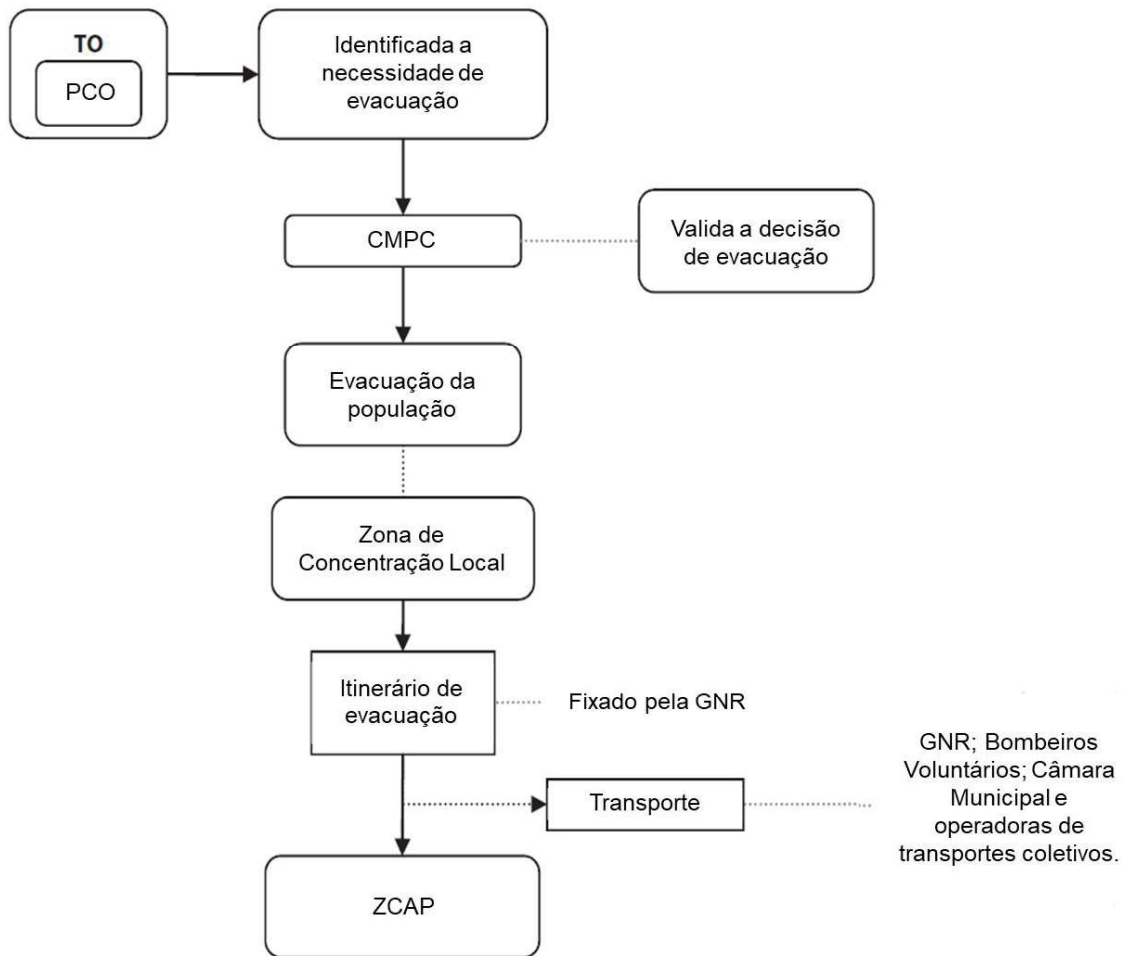 TO
PCO
Identificada a
necessidade de
evacuação
CMPC
Valida a decisão
de evacuação
Evacuação da
população
Zona de
Concentração Local
Itinerário de
evacuação
Fixado pela GNR
GNR; Bombeiros
Voluntários; Câmara
Municipal e
operadoras de
transportes coletivos.
Transporte
ZCAP